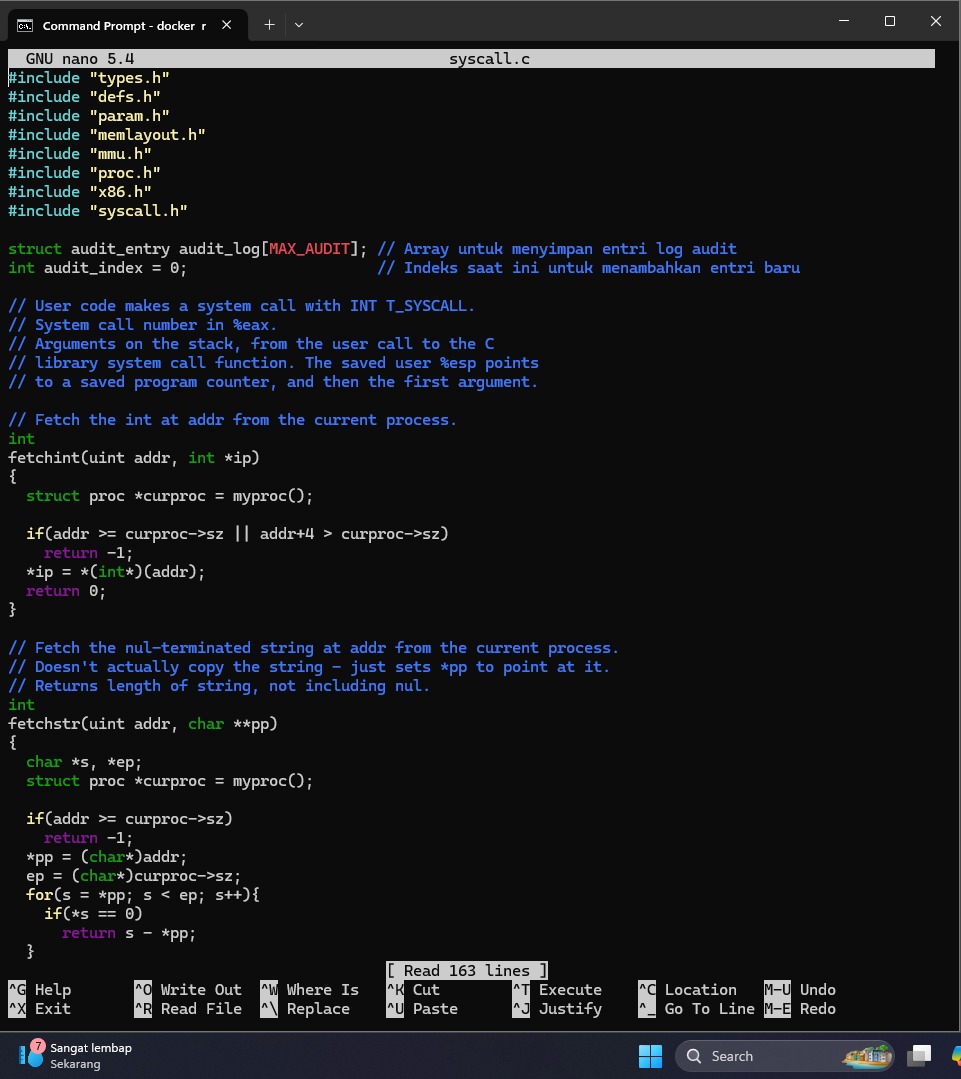 Command Prompt - docker r
GNU nano 5.4 syscall.c
#include "types.h"
#include "defs.h"
#include "param.h"
#include "memlayout.h"
#include "mmu.h"
#include "proc.h"
#include "x86.h"
#include "syscall.h"

struct audit_entry audit_log[MAX_AUDIT]; // Array untuk menyimpan entri log audit
int audit_index = 0;                     // Indeks saat ini untuk menambahkan entri baru

// User code makes a system call with INT T_SYSCALL.
// System call number in %eax.
// Arguments on the stack, from the user call to the C
// library system call function. The saved user %esp points
// to a saved program counter, and then the first argument.

// Fetch the int at addr from the current process.
int
fetchint(uint addr, int *ip)
{
  struct proc *curproc = myproc();

  if(addr >= curproc->sz || addr+4 > curproc->sz)
    return -1;
  *ip = *(int*)(addr);
  return 0;
}

// Fetch the nul-terminated string at addr from the current process.
// Doesn't actually copy the string - just sets *pp to point at it.
// Returns length of string, not including nul.
int
fetchstr(uint addr, char **pp)
{
  char *s, *ep;
  struct proc *curproc = myproc();

  if(addr >= curproc->sz)
    return -1;
  *pp = (char*)addr;
  ep = (char*)curproc->sz;
  for(s = *pp; s < ep; s++){
    if(*s == 0)
      return s - *pp;
  }
[ Read 163 lines ]
^G Help ^O Write Out ^W Where Is ^K Cut ^T Execute ^C Location M-U Undo
^X Exit ^R Read File ^\ Replace ^U Paste ^J Justify ^_ Go To Line M-E Redo
7
Sangat lembap
Sekarang
Search